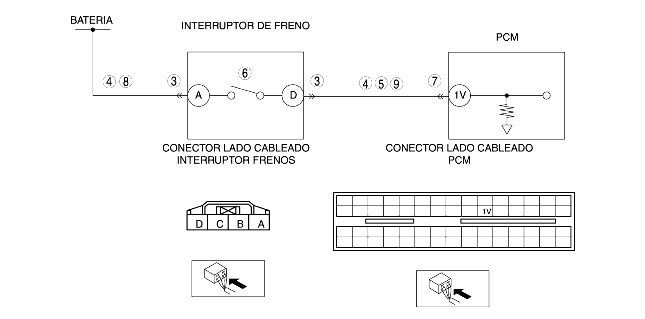 BATERIA
INTERRUPTOR DE FRENO
PCM
4 8 3 A 6 D 3 4 5 9 7 1V
CONECTOR LADO CABLEADO
INTERRUPTOR FRENOS
CONECTOR LADO CABLEADO
PCM
D C B A
1V